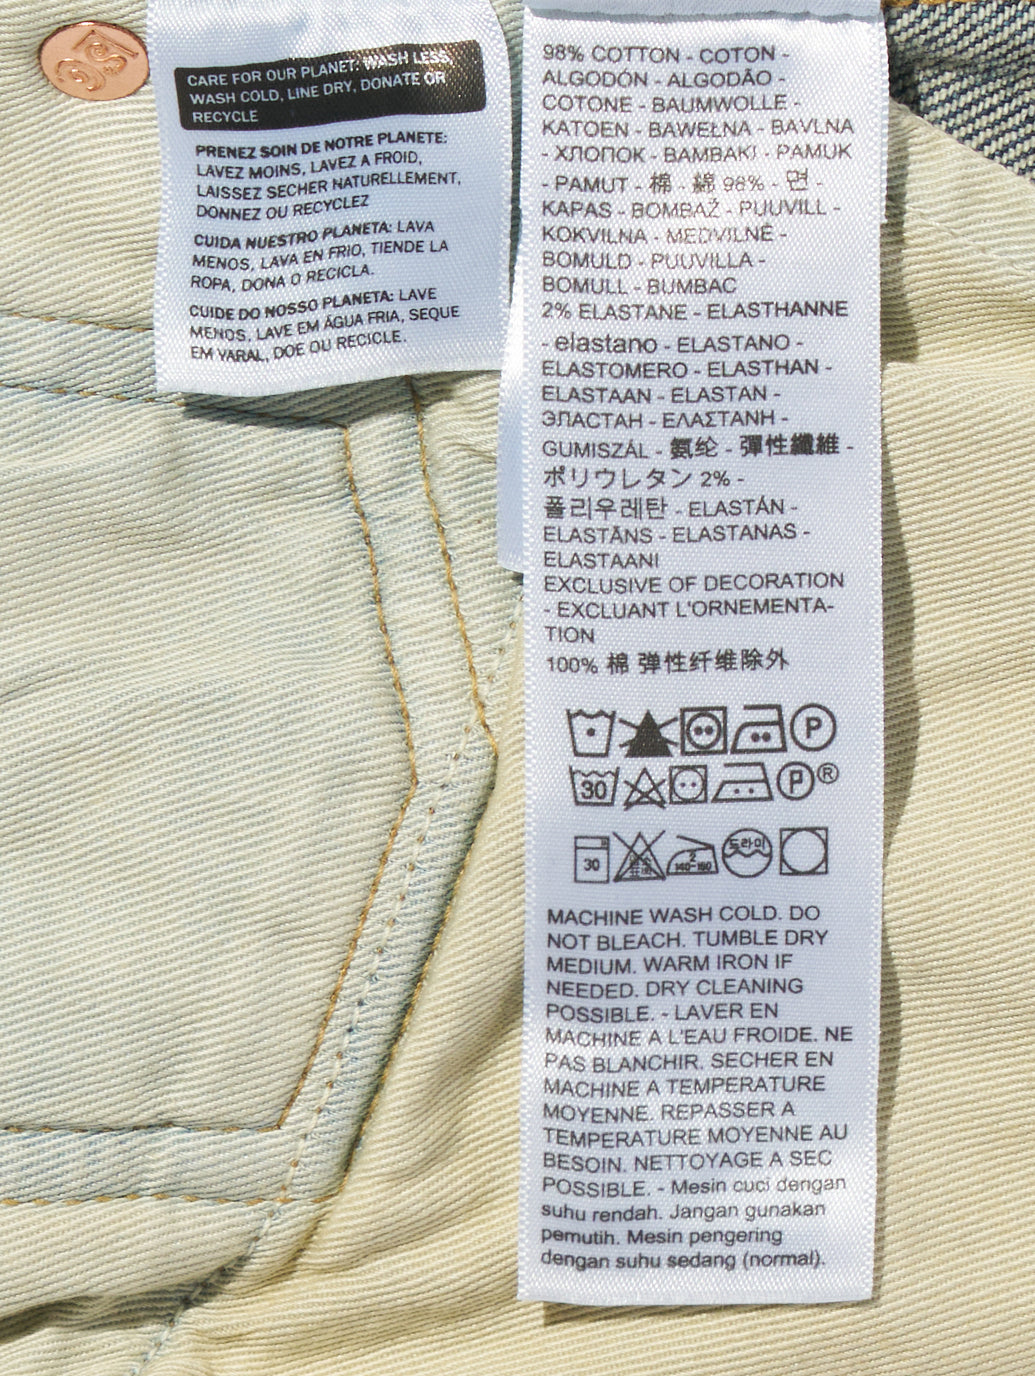 CARE FOR OUR PLANET: WASH LESS,
WASH COLD, LINE DRY, DONATE OR
RECYCLE
PRENEZ SOIN DE NOTRE PLANETE:
LAVEZ MOINS, LAVEZ A FROID,
LAISSEZ SECHER NATURELLEMENT,
DONNEZ OU RECYCLEZ
CUIDA NUESTRO PLANETA: LAVA
MENOS, LAVA EN FRIO, TIENDE LA
ROPA, DONA O RECICLA.
CUIDE DO NOSSO PLANETA: LAVE
MENOS, LAVE EM ÁGUA FRIA, SEQUE
EM VARAL, DOE OU RECICLE.
98% COTTON - COTON -
ALGODÓN - ALGODÃO -
COTONE - BAUMWOLLE -
KATOEN - BAWEŁNA - BAVLNA
- ХЛОПОК - BAMBAKI - PAMUK
- PAMUT - 棉 - 綿 98% - 면 -
KAPAS - BOMBAŽ - PUUVILL -
KOKVILNA - MEDVILNĖ -
BOMULD - PUUVILLA -
BOMULL - BUMBAC
2% ELASTANE - ELASTHANNE
- elastano - ELASTANO -
ELASTOMERO - ELASTHAN -
ELASTAAN - ELASTAN -
ЭЛАСТАН - ΕΛΑΣΤΑΝΗ -
GUMISZÁL - 氨纶 - 彈性纖維 -
ポリウレタン 2% -
폴리우레탄 - ELASTÁN -
ELASTĀNS - ELASTANAS -
ELASTAANI
EXCLUSIVE OF DECORATION
- EXCLUANT L'ORNEMENTA-
TION
100% 棉 弹性纤维除外
P
30 P ®
30 2 140-160 드라이
MACHINE WASH COLD. DO
NOT BLEACH. TUMBLE DRY
MEDIUM. WARM IRON IF
NEEDED. DRY CLEANING
POSSIBLE. - LAVER EN
MACHINE A L'EAU FROIDE. NE
PAS BLANCHIR. SECHER EN
MACHINE A TEMPERATURE
MOYENNE. REPASSER A
TEMPERATURE MOYENNE AU
BESOIN. NETTOYAGE A SEC
POSSIBLE. - Mesin cuci dengan
suhu rendah. Jangan gunakan
pemutih. Mesin pengering
dengan suhu sedang (normal).